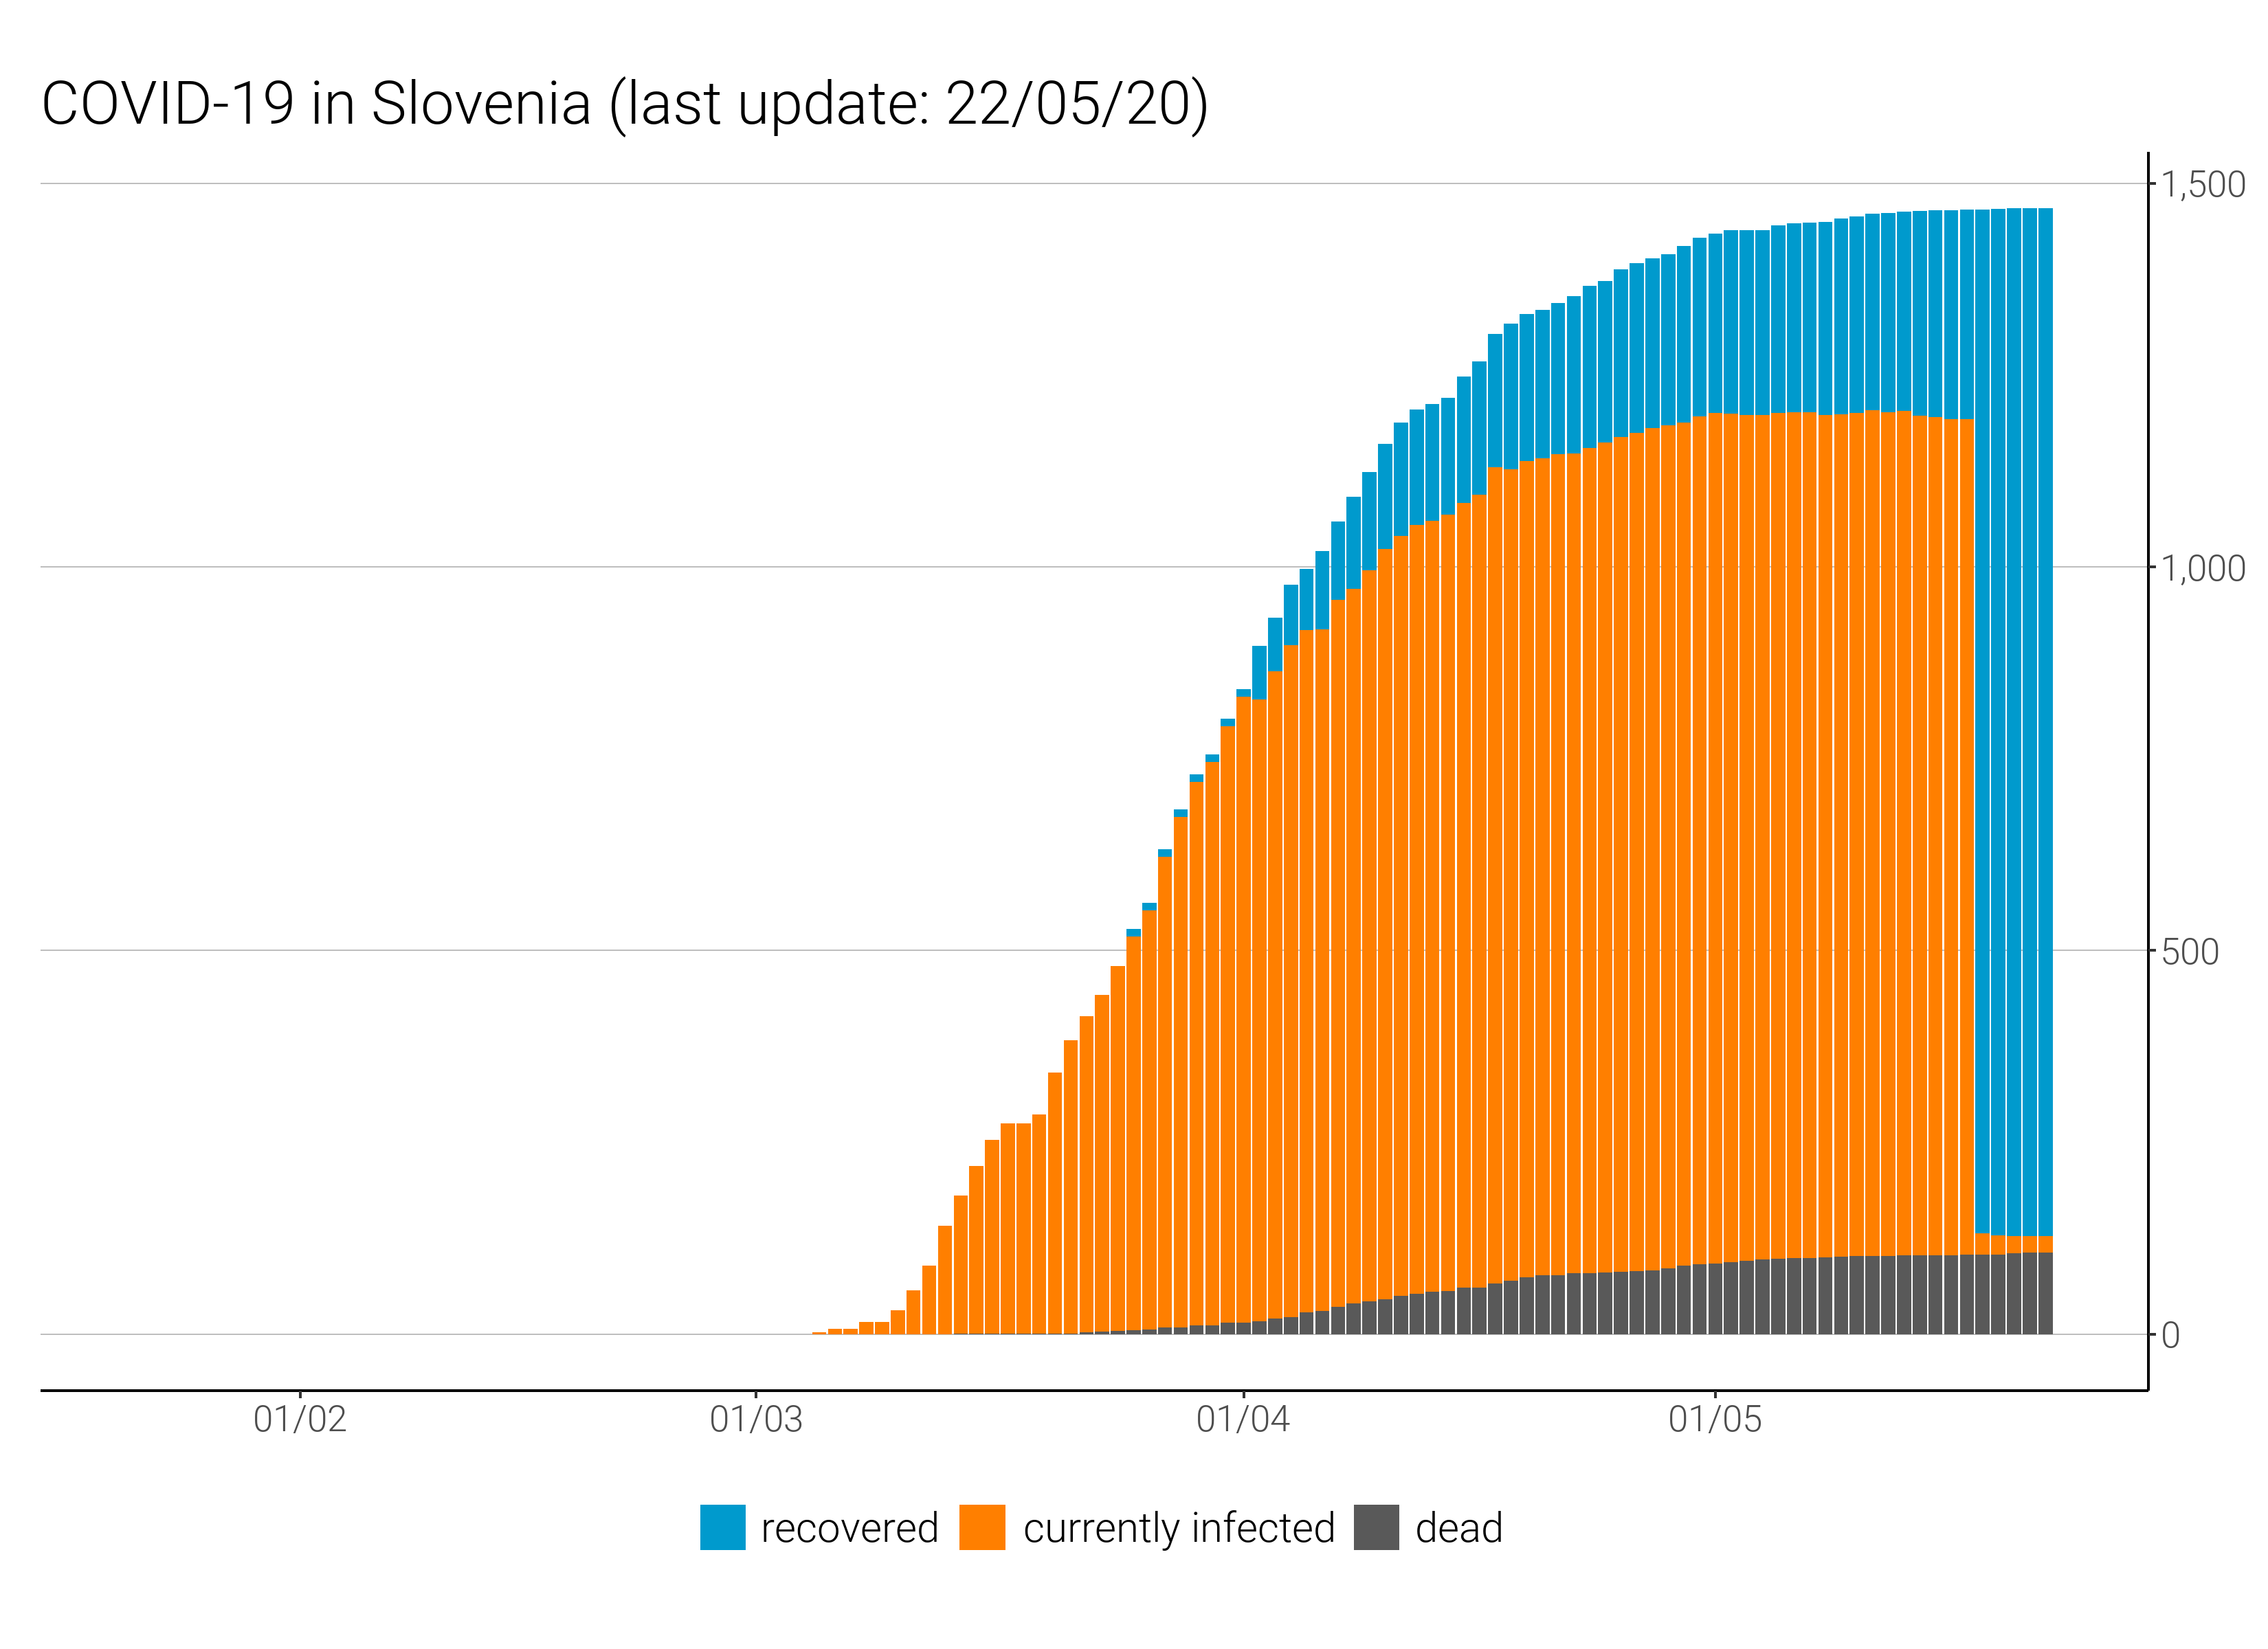 COVID-19 in Slovenia (last update: 22/05/20)
1,500
1,000
500
0
01/02 01/03 01/04 01/05
recovered currently infected dead